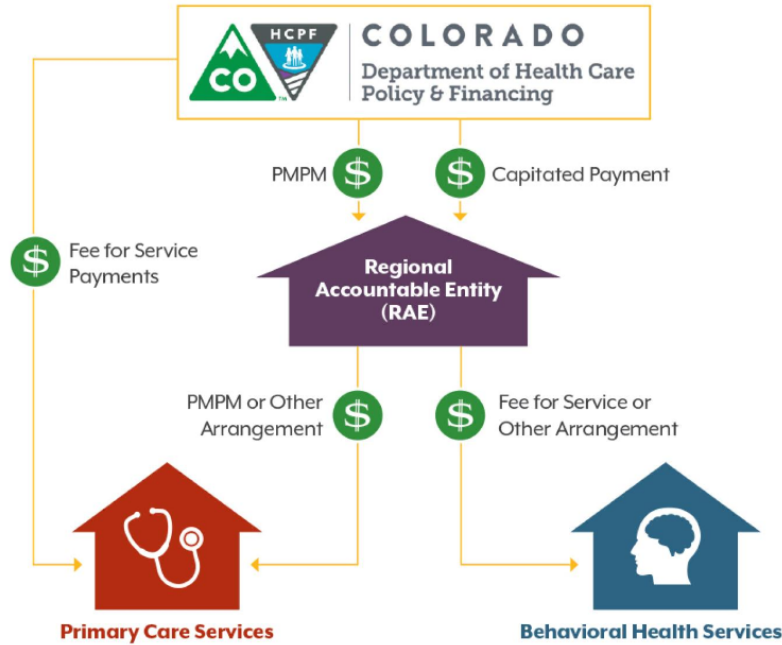 HCPF
CO
TM
COLORADO
Department of Health Care
Policy & Financing
PMPM
$
$
Capitated Payment
$
Fee for Service
Payments
Regional
Accountable Entity
(RAE)
PMPM or Other
Arrangement
$
$
Fee for Service or
Other Arrangement
Primary Care Services
Behavioral Health Services